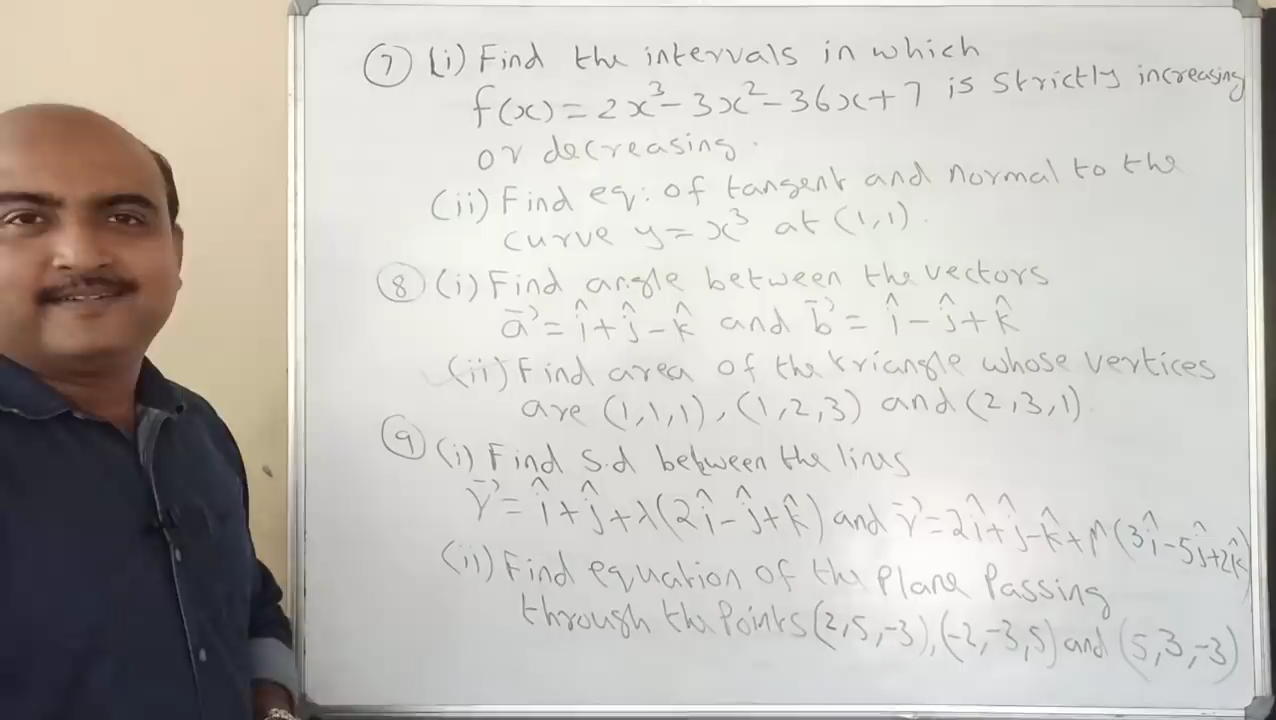 ⑦ (i) Find the intervals in which
f(x) = 2x³ - 3x² - 36x + 7 is strictly increasing
or decreasing.
(ii) Find eq: of tangent and normal to the
curve y = x³ at (1,1).
⑧ (i) Find angle between the vectors
a⃗ = î + ĵ - k̂ and b⃗ = î - ĵ + k̂
(ii) Find area of the triangle whose vertices
are (1,1,1), (1,2,3) and (2,3,1).
⑨ (i) Find S.d between the lines
r⃗ = î + ĵ + λ(2î - ĵ + k̂) and r⃗ = 2î + ĵ - k̂ + μ(3î - 5ĵ + 2k̂)
(ii) Find equation of the Plane Passing
through the Points (2,5,-3), (-2,-3,5) and (5,3,-3)